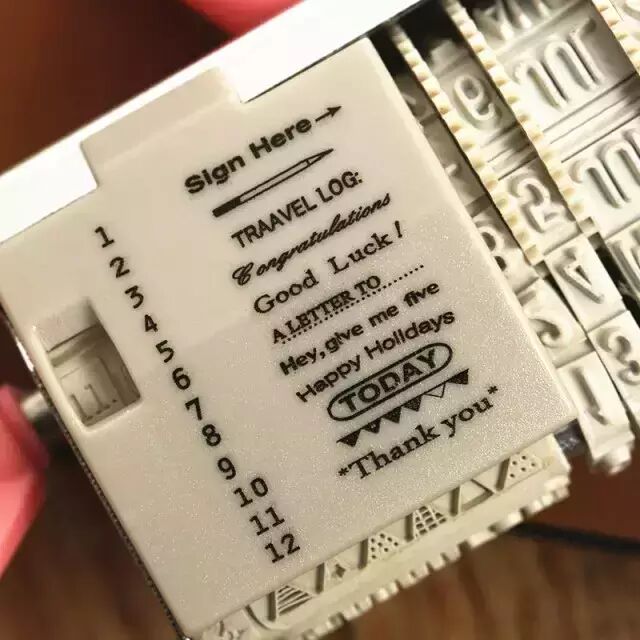 1 Sign Here→
2
3 TRAAVEL LOG:
4 Congratulations
5 Good Luck!
6 A LETTER TO........
7 Hey, give me five
8 Happy Holidays
9 TODAY
10
11 *Thank you*
12